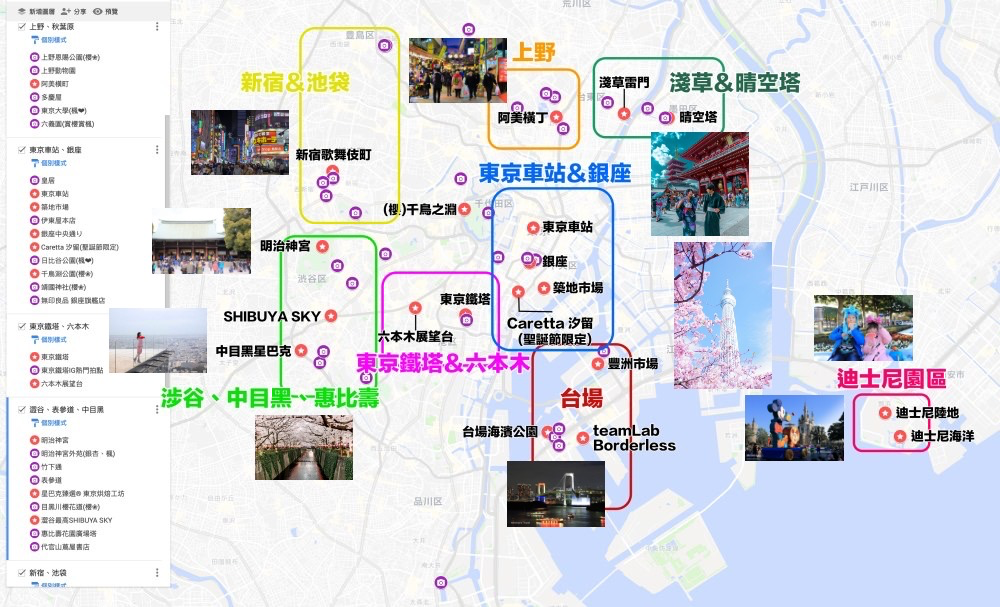 新增圖層 分享 預覽
上野、秋葉原
個別樣式
上野恩賜公園(櫻❀)
上野動物園
阿美橫町
多慶屋
東京大學(楓❤)
六義園(賞櫻賞楓)
東京車站、銀座
個別樣式
皇居
東京車站
築地市場
伊東屋本店
銀座中央通り
Caretta 汐留(聖誕節限定)
日比谷公園(楓❤)
千鳥淵公園(櫻❀)
靖國神社(櫻❀)
無印良品 銀座旗艦店
東京鐵塔、六本木
個別樣式
東京鐵塔
東京鐵塔IG熱門拍點
六本木展望台
澀谷、表參道、中目黑
個別樣式
明治神宮
明治神宮外苑(銀杏、楓)
竹下通
表參道
星巴克臻選® 東京烘焙工坊
目黑川櫻花道(櫻❀)
澀谷最高SHIBUYA SKY
惠比壽花園廣場塔
代官山蔦屋書店
新宿、池袋
個別樣式
荒川区
豊島区
新宿&池袋
新宿歌舞伎町
上野
阿美橫丁
台東区
淺草&晴空塔
淺草雷門
墨田区
晴空塔
江戸川区
東京車站&銀座
千代田区
(櫻)千鳥之淵
東京車站
銀座
築地市場
Caretta 汐留
(聖誕節限定)
明治神宮
渋谷区
SHIBUYA SKY
中目黑星巴克
涉谷、中目黑、惠比壽
東京鐵塔
六本木展望台
東京鐵塔&六本木
豐洲市場
台場
台場海濱公園
teamLab
Borderless
迪士尼園區
迪士尼陸地
迪士尼海洋
品川区